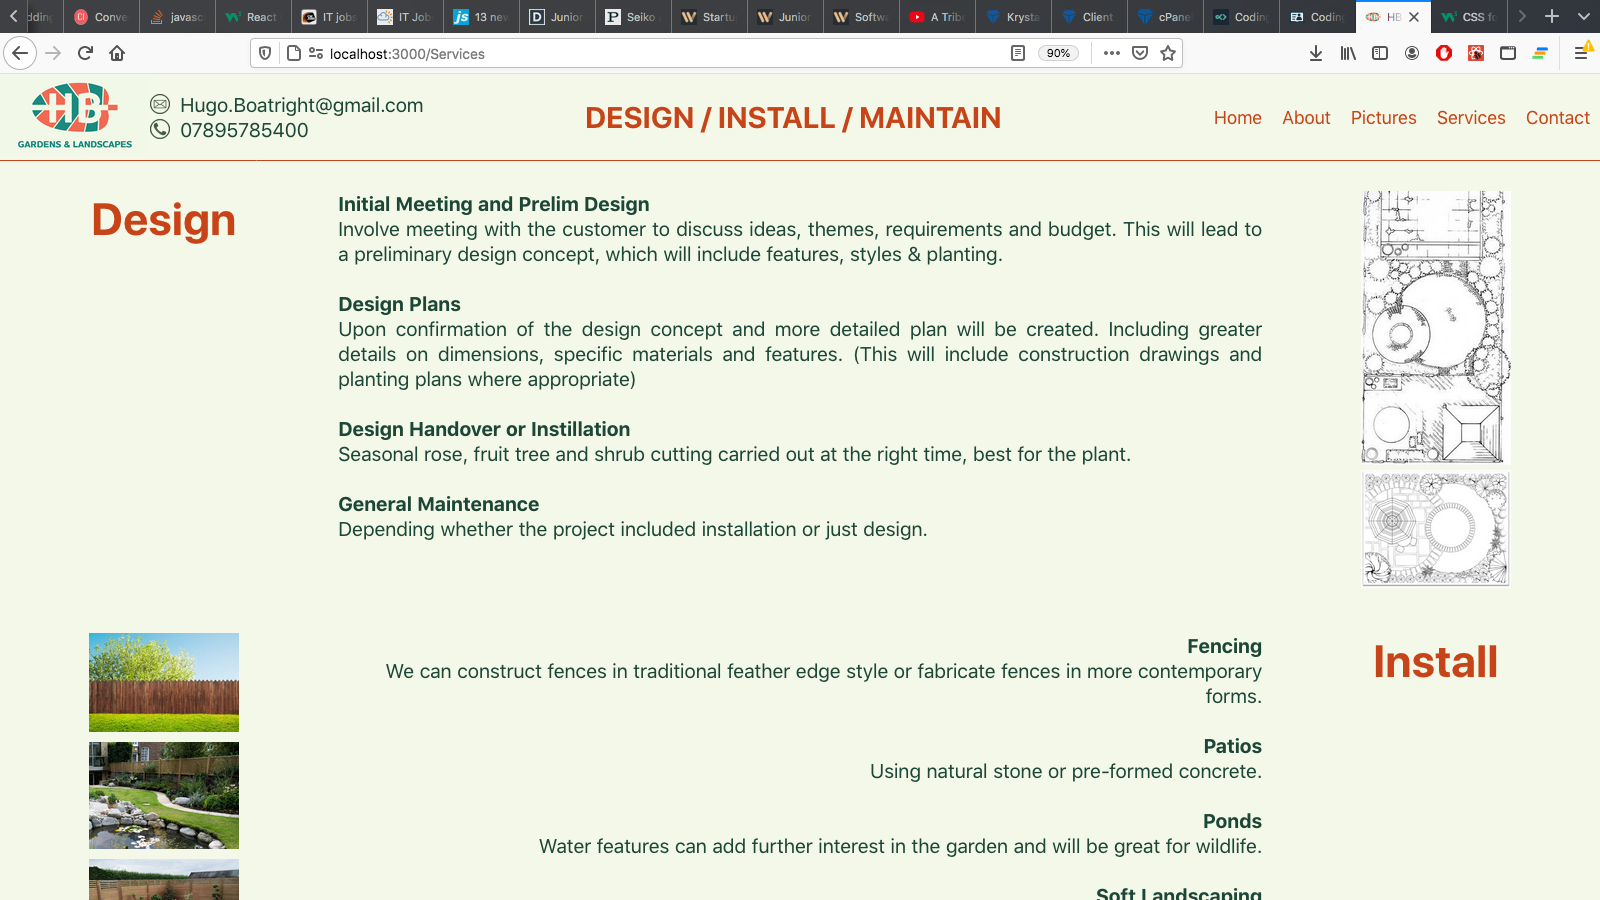 dding
Conve
javasc
React
IT jobs
IT Job
13 new
Junior
Seiko
Startu
Junior
Softwa
A Trib
Krysta
Client
cPane
Coding
Coding
HB
CSS fo
localhost:3000/Services
90%
HB
GARDENS & LANDSCAPES
Hugo.Boatright@gmail.com
07895785400
DESIGN / INSTALL / MAINTAIN
Home About Pictures Services Contact
Design
Initial Meeting and Prelim Design
Involve meeting with the customer to discuss ideas, themes, requirements and budget. This will lead to
a preliminary design concept, which will include features, styles & planting.
Design Plans
Upon confirmation of the design concept and more detailed plan will be created. Including greater
details on dimensions, specific materials and features. (This will include construction drawings and
planting plans where appropriate)
Design Handover or Instillation
Seasonal rose, fruit tree and shrub cutting carried out at the right time, best for the plant.
General Maintenance
Depending whether the project included installation or just design.
Fencing
We can construct fences in traditional feather edge style or fabricate fences in more contemporary
forms.
Install
Patios
Using natural stone or pre-formed concrete.
Ponds
Water features can add further interest in the garden and will be great for wildlife.
Soft Landscaping